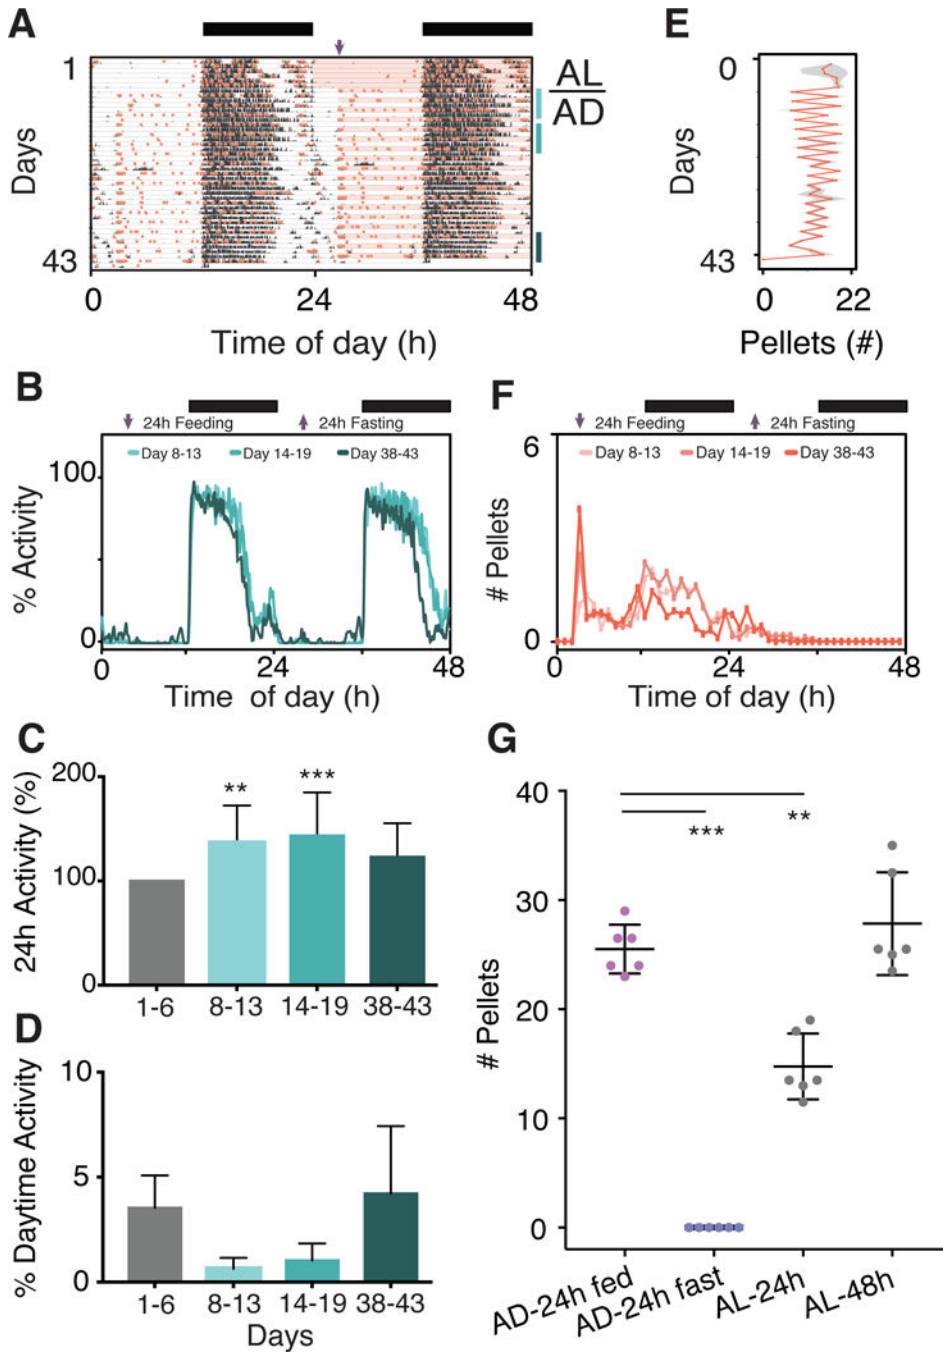 A
1
Days
43
AL
AD
0
24
48
Time of day (h)
E
0
Days
43
0
22
Pellets (#)
B
24h Feeding
24h Fasting
Day 8-13
Day 14-19
Day 38-43
100
% Activity
0
0
24
48
Time of day (h)
F
24h Feeding
24h Fasting
Day 8-13
Day 14-19
Day 38-43
6
# Pellets
0
0
24
48
Time of day (h)
C
200
** ***
24h Activity (%)
100
0
1-6 8-13 14-19 38-43
D
10
% Daytime Activity
5
0
1-6 8-13 14-19 38-43
Days
G
40
30
20
10
0
# Pellets
***
**
AD-24h fed
AD-24h fast
AL-24h
AL-48h